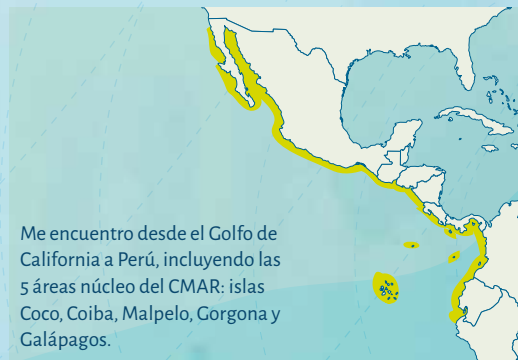 Me encuentro desde el Golfo de
California a Perú, incluyendo las
5 áreas núcleo del CMAR: islas
Coco, Coiba, Malpelo, Gorgona y
Galápagos.